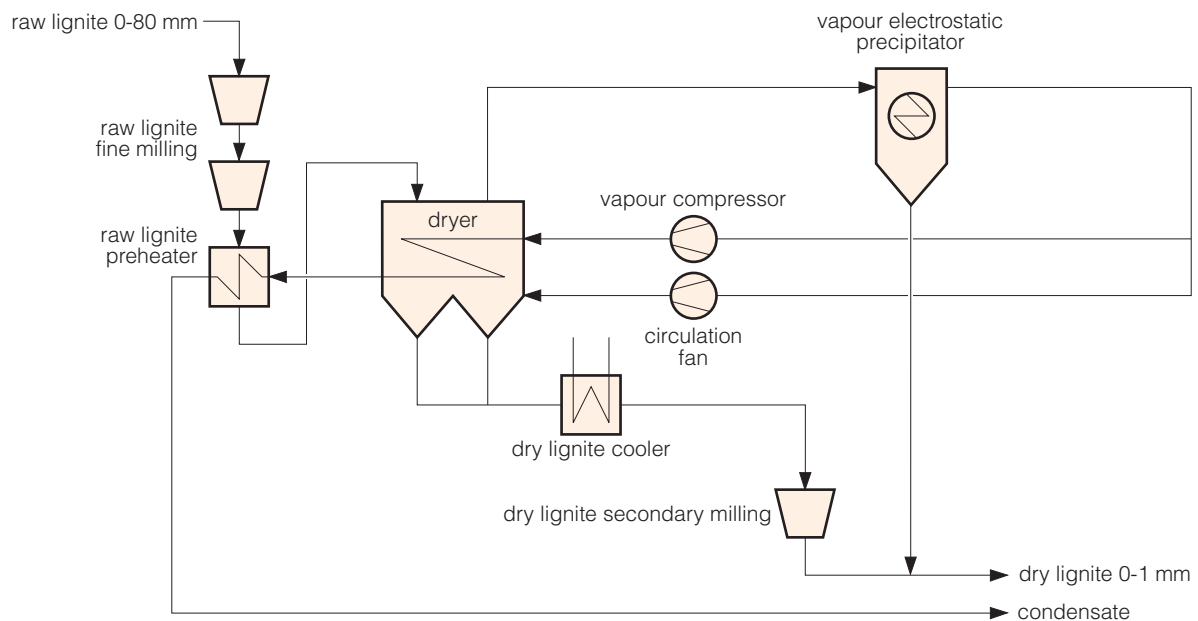 raw lignite 0-80 mm
vapour electrostatic
precipitator
raw lignite
fine milling
vapour compressor
dryer
raw lignite
preheater
circulation
fan
dry lignite cooler
dry lignite secondary milling
dry lignite 0-1 mm
condensate